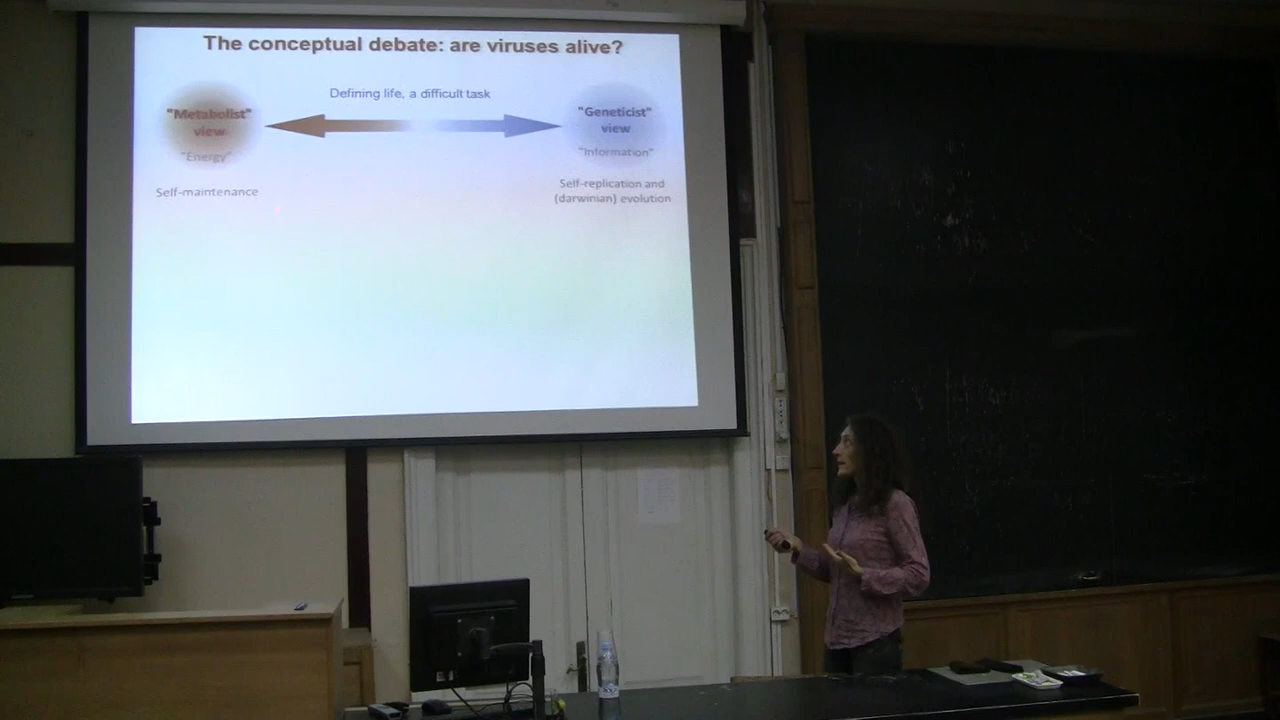 The conceptual debate: are viruses alive?
Defining life, a difficult task
"Metabolist"
view
"Energy"
Self-maintenance
"Geneticist"
view
"Information"
Self-replication and
(darwinian) evolution